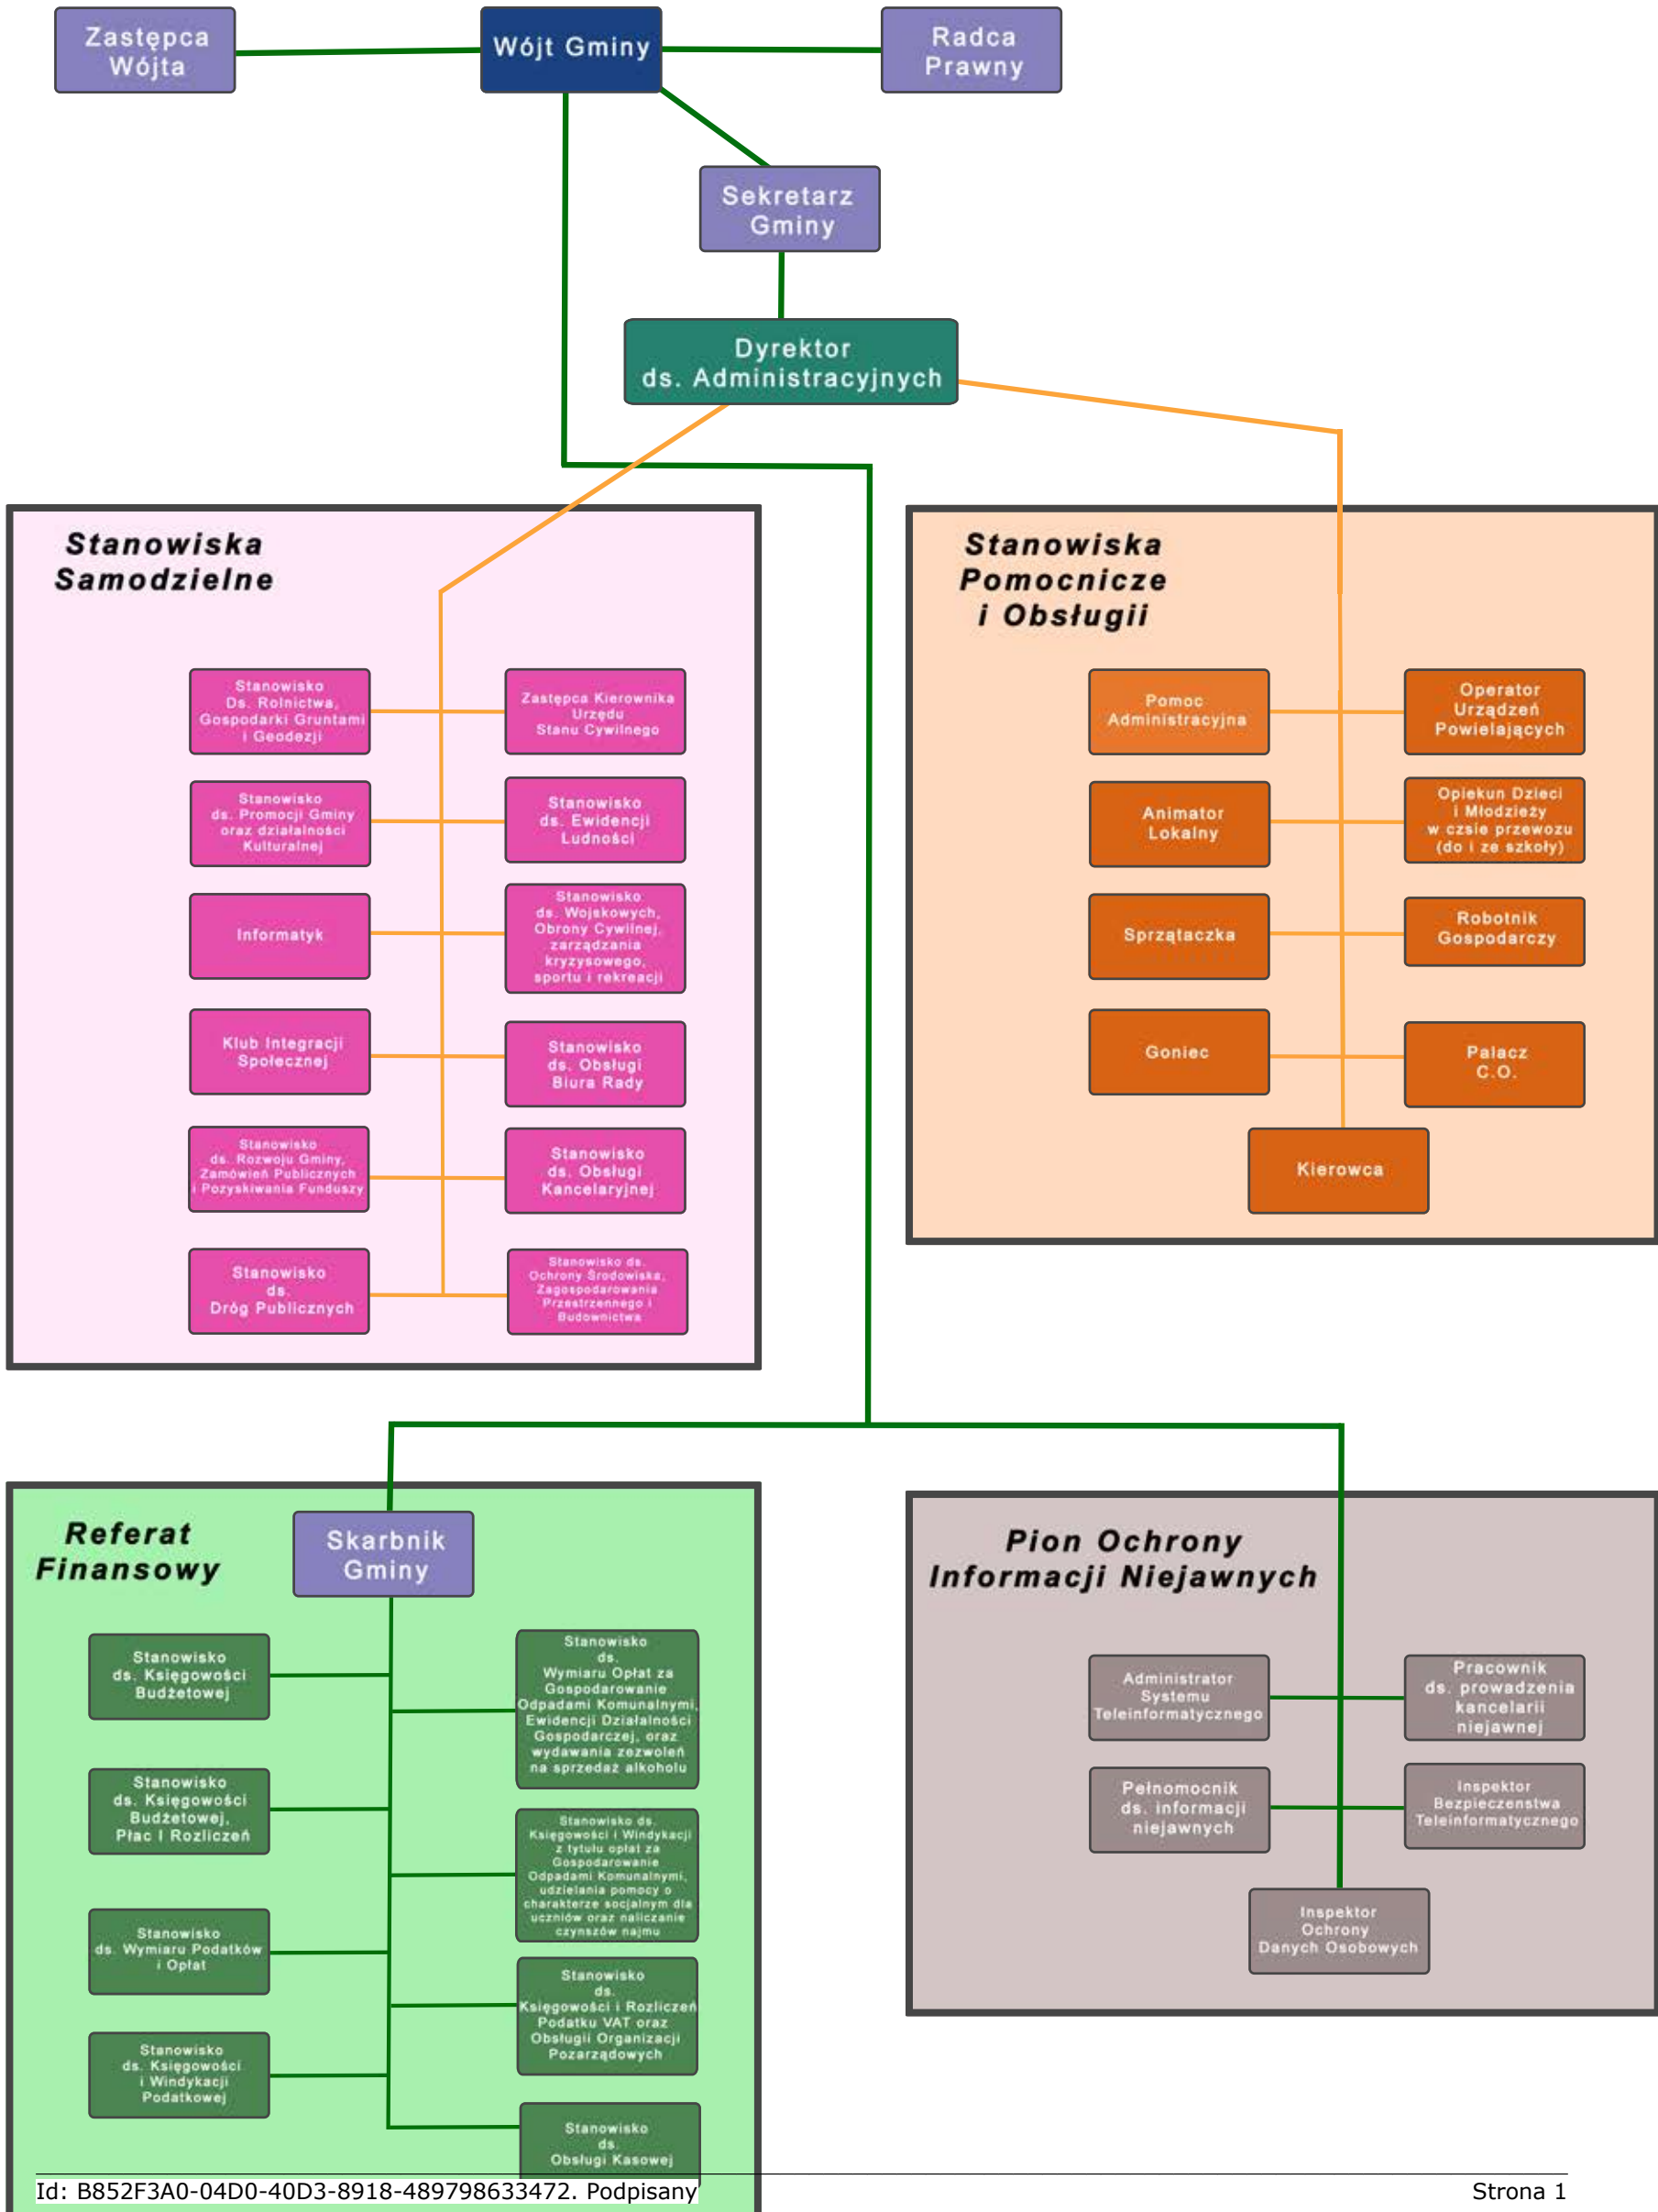 Zastępca
Wójta
Wójt Gminy
Radca
Prawny
Sekretarz
Gminy
Dyrektor
ds. Administracyjnych
Stanowiska
Samodzielne
Stanowisko
Ds. Rolnictwa,
Gospodarki Gruntami
i Geodezji
Zastępca Kierownika
Urzędu
Stanu Cywilnego
Stanowisko
ds. Promocji Gminy
oraz działalności
Kulturalnej
Stanowisko
ds. Ewidencji
Ludności
Informatyk
Stanowisko
ds. Wojskowych,
Obrony Cywilnej,
zarządzania
kryzysowego,
sportu i rekreacji
Klub Integracji
Społecznej
Stanowisko
ds. Obsługi
Biura Rady
Stanowisko
ds. Rozwoju Gminy,
Zamówień Publicznych
i Pozyskiwania Funduszy
Stanowisko
ds. Obsługi
Kancelaryjnej
Stanowisko
ds.
Dróg Publicznych
Stanowisko ds.
Ochrony Środowiska,
Zagospodarowania
Przestrzennego i
Budownictwa
Stanowiska
Pomocnicze
i Obsługii
Pomoc
Administracyjna
Operator
Urządzeń
Powielających
Animator
Lokalny
Opiekun Dzieci
i Młodzieży
w czsie przewozu
(do i ze szkoły)
Sprzątaczka
Robotnik
Gospodarczy
Goniec
Palacz
C.O.
Kierowca
Referat
Finansowy
Skarbnik
Gminy
Stanowisko
ds. Księgowości
Budżetowej
Stanowisko
ds.
Wymiaru Opłat za
Gospodarowanie
Odpadami Komunalnymi,
Ewidencji Działalności
Gospodarczej, oraz
wydawania zezwoleń
na sprzedaż alkoholu
Stanowisko
ds. Księgowości
Budżetowej,
Płac I Rozliczeń
Stanowisko ds.
Księgowości i Windykacji
z tytułu opłat za
Gospodarowanie
Odpadami Komunalnymi,
udzielania pomocy o
charakterze socjalnym dla
uczniów oraz naliczanie
czynszów najmu
Stanowisko
ds. Wymiaru Podatków
i Opłat
Stanowisko
ds.
Księgowości i Rozliczeń
Podatku VAT oraz
Obsługii Organizacji
Pozarządowych
Stanowisko
ds. Księgowości
i Windykacji
Podatkowej
Stanowisko
ds.
Obsługi Kasowej
Pion Ochrony
Informacji Niejawnych
Administrator
Systemu
Teleinformatycznego
Pracownik
ds. prowadzenia
kancelarii
niejawnej
Pełnomocnik
ds. informacji
niejawnych
Inspektor
Bezpieczenstwa
Teleinformatycznego
Inspektor
Ochrony
Danych Osobowych
Id: B852F3A0-04D0-40D3-8918-489798633472. Podpisany
Strona 1